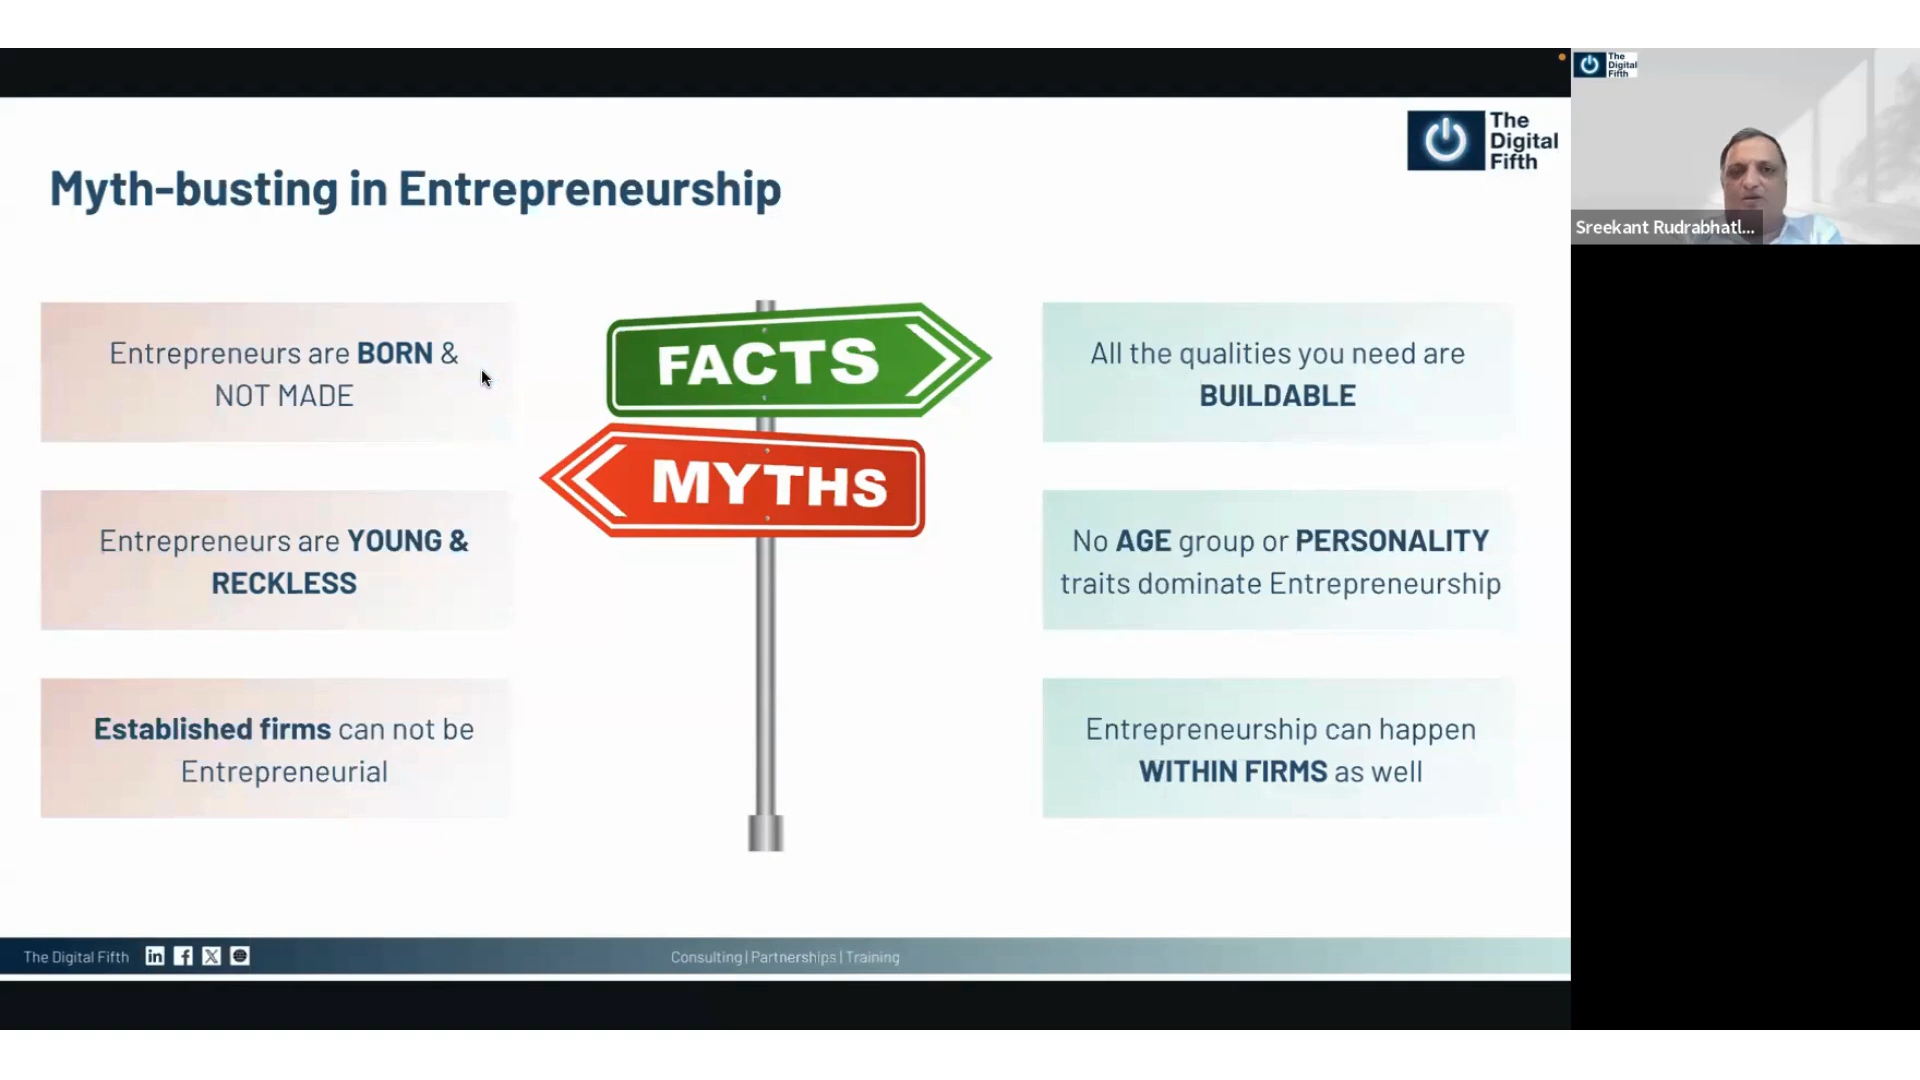 The
Digital
Fifth
Myth-busting in Entrepreneurship
Entrepreneurs are BORN &
NOT MADE
Entrepreneurs are YOUNG &
RECKLESS
Established firms can not be
Entrepreneurial
FACTS
MYTHS
All the qualities you need are
BUILDABLE
No AGE group or PERSONALITY
traits dominate Entrepreneurship
Entrepreneurship can happen
WITHIN FIRMS as well
The Digital Fifth
Consulting | Partnerships | Training
The
Digital
Fifth
Sreekant Rudrabhatl...